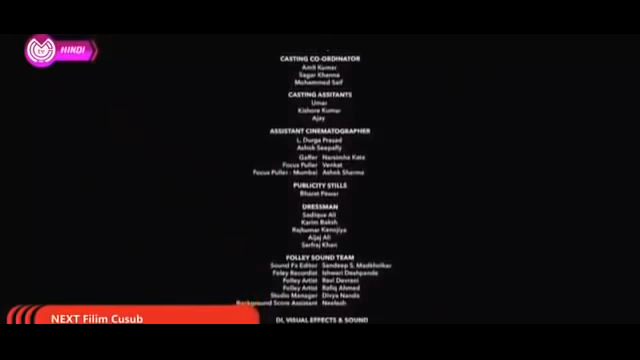 HINDI
CASTING CO-ORDINATOR
Amit Kumar
Sagar Khanna
Mohammed Saif
CASTING ASSITANTS
Umar
Kishore Kumar
Ajay
ASSISTANT CINEMATOGRAPHER
L. Durga Prasad
Ashok Seepally
Gaffer Narsimha Kata
Focus Puller Venkat
Focus Puller - Mumbai Ashok Sharma
PUBLICITY STILLS
Bharat Pawar
DRESSMAN
Sadique Ali
Karim Baksh
Rajkumar Kanojiya
Aijaj Ali
Sarfraj Khan
FOLLEY SOUND TEAM
Sound Fx Editor Sandeep S. Madkholkar
Foley Recordist Ishwari Deshpande
Folley Artist Ravi Devrani
Folley Artist Rafiq Ahmed
Studio Manager Divya Nanda
Background Score Assistant Neelesh
DI, VISUAL EFFECTS & SOUND
NEXT Filim Cusub